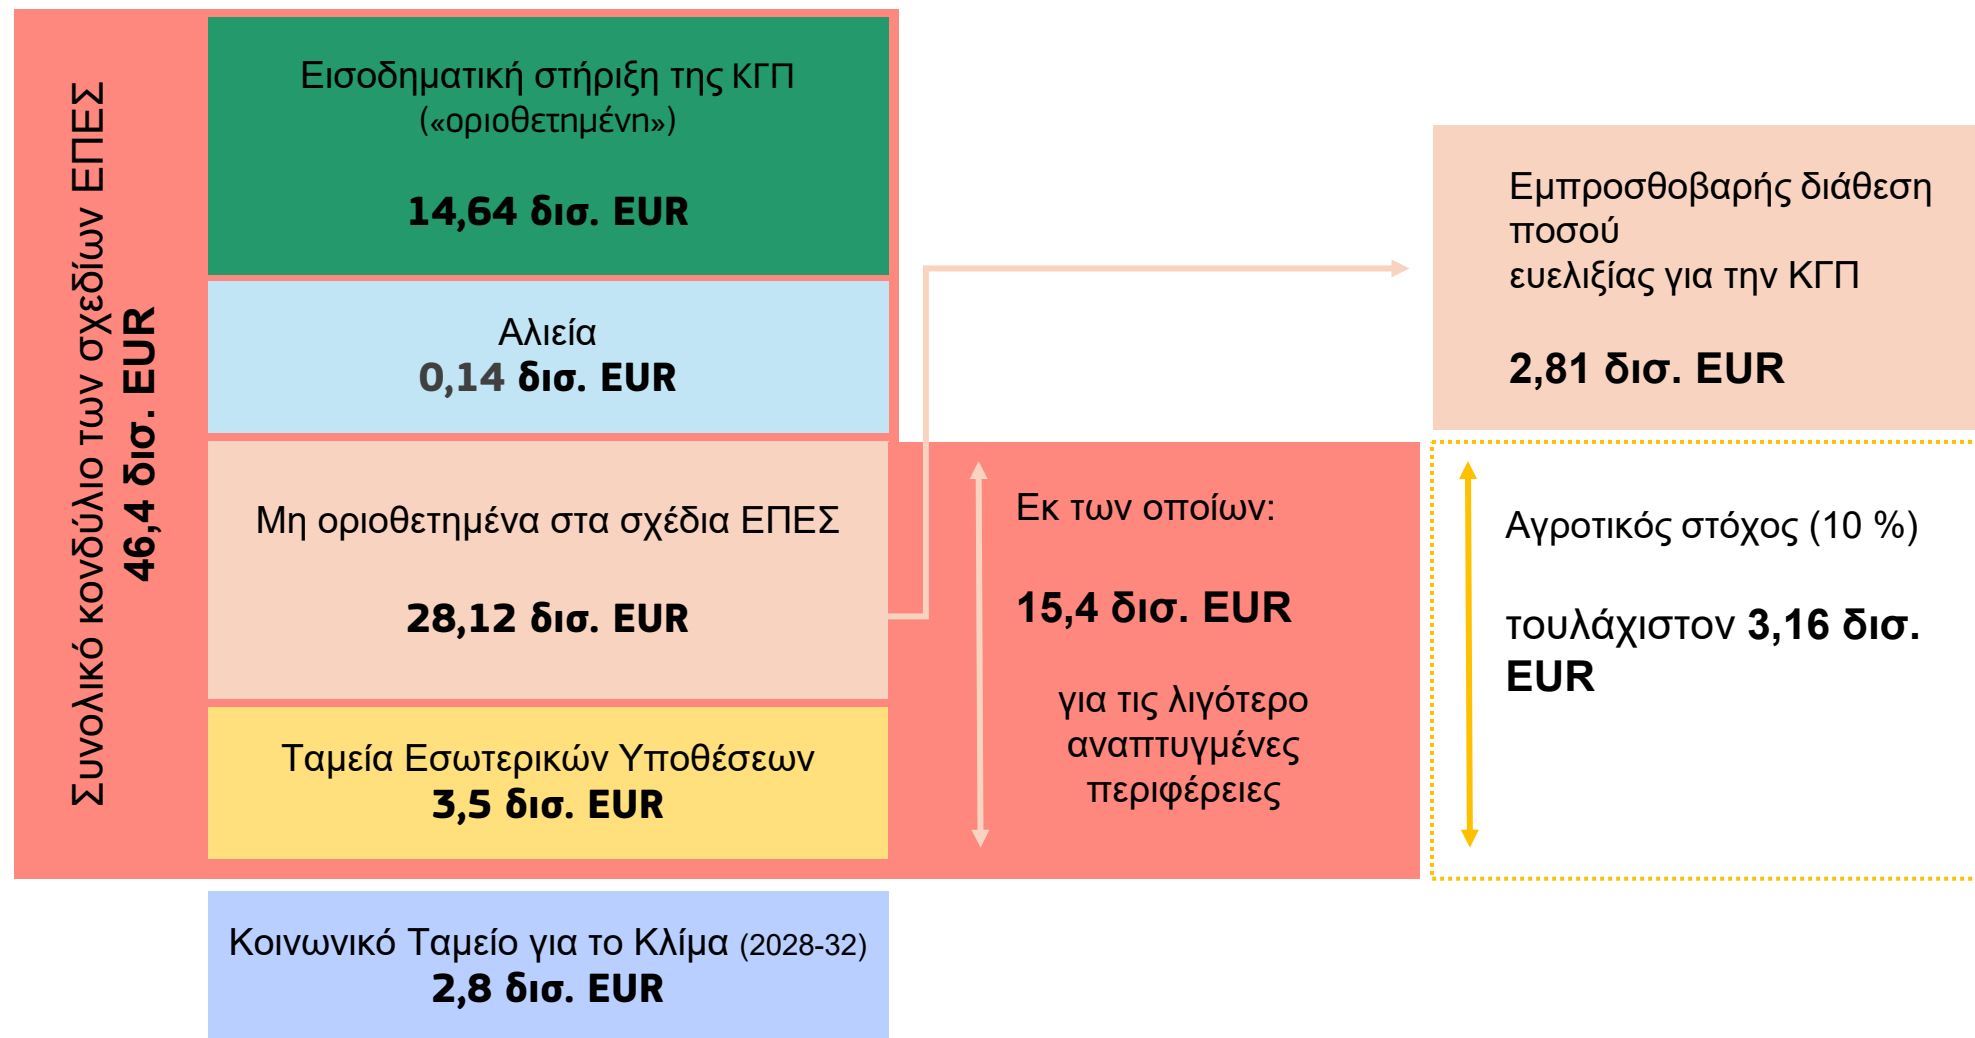 Συνολικό κονδύλιο των σχεδίων ΕΠΕΣ
46,4 δισ. EUR
Εισοδηματική στήριξη της ΚΓΠ
(«οριοθετημένη»)
14,64 δισ. EUR
Αλιεία
0,14 δισ. EUR
Μη οριοθετημένα στα σχέδια ΕΠΕΣ
28,12 δισ. EUR
Ταμεία Εσωτερικών Υποθέσεων
3,5 δισ. EUR
Κοινωνικό Ταμείο για το Κλίμα (2028-32)
2,8 δισ. EUR
Εκ των οποίων:
15,4 δισ. EUR
για τις λιγότερο
αναπτυγμένες
περιφέρειες
Εμπροσθοβαρής διάθεση
ποσού
ευελιξίας για την ΚΓΠ
2,81 δισ. EUR
Αγροτικός στόχος (10 %)
τουλάχιστον 3,16 δισ.
EUR